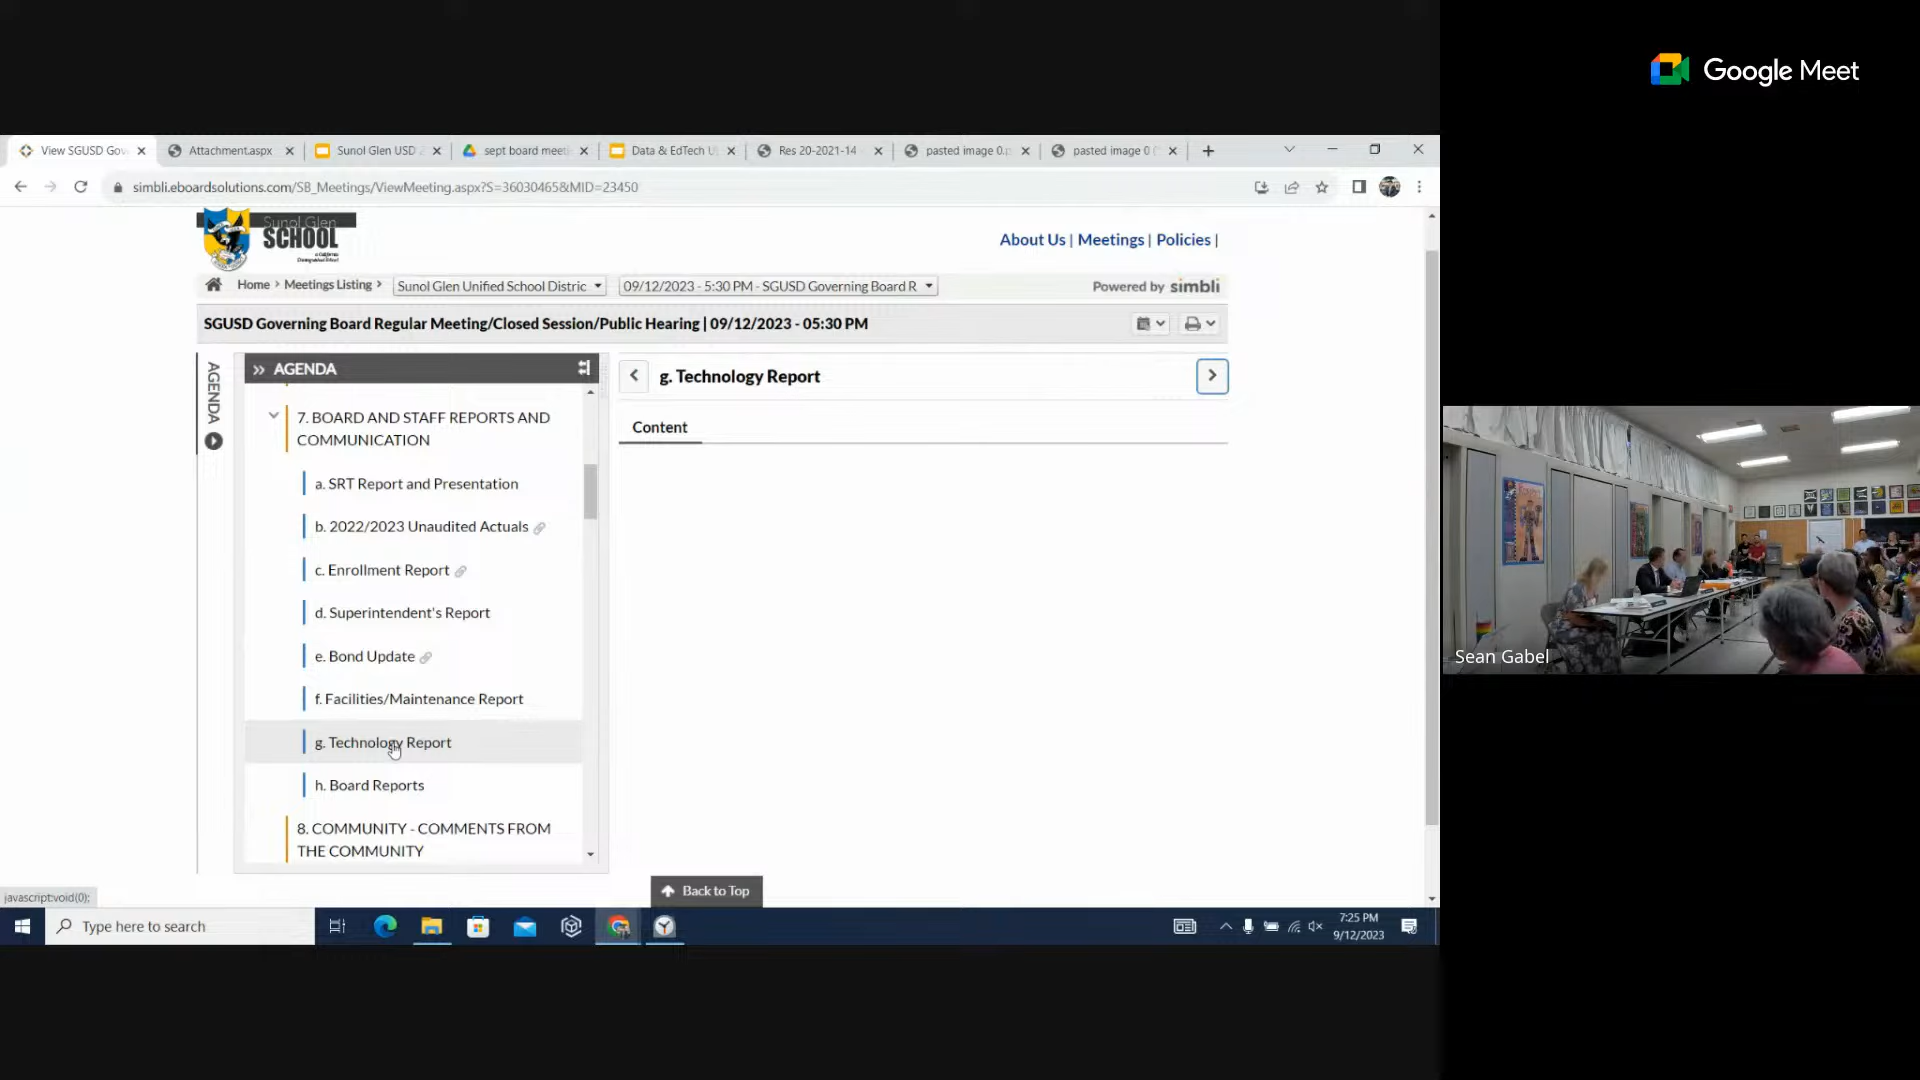 Google Meet
View SGUSD Gov
Attachment.aspx
Sunol Glen USD 2
sept board meeti
Data & EdTech U
Res 20-2021-14
pasted image 0.p
pasted image 0 (
simbli.eboardsolutions.com/SB_Meetings/ViewMeeting.aspx?S=36030465&MID=23450
Sunol Glen
SCHOOL
About Us | Meetings | Policies |
Home > Meetings Listing >
Sunol Glen Unified School Distric
09/12/2023 - 5:30 PM - SGUSD Governing Board R
Powered by simbli
SGUSD Governing Board Regular Meeting/Closed Session/Public Hearing | 09/12/2023 - 05:30 PM
AGENDA
AGENDA
g. Technology Report
Content
7. BOARD AND STAFF REPORTS AND
COMMUNICATION
a. SRT Report and Presentation
b. 2022/2023 Unaudited Actuals
c. Enrollment Report
d. Superintendent's Report
e. Bond Update
f. Facilities/Maintenance Report
g. Technology Report
h. Board Reports
8. COMMUNITY - COMMENTS FROM
THE COMMUNITY
Sean Gabel
Back to Top
javascript:void(0);
Type here to search
7:25 PM
9/12/2023